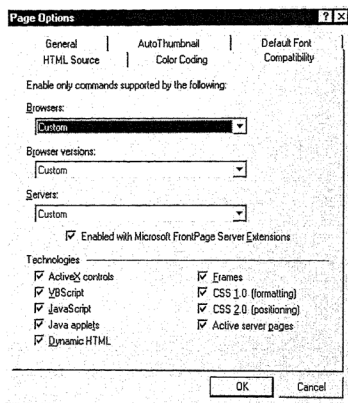 Page Options
General AutoThumbnail Default Font
HTML Source Color Coding Compatibility
Enable only commands supported by the following:
Browsers:
Custom
Browser versions:
Custom
Servers:
Custom
Enabled with Microsoft FrontPage Server Extensions
Technologies
ActiveX controls Frames
VBScript CSS 1.0 (formatting)
JavaScript CSS 2.0 (positioning)
Java applets Active server pages
Dynamic HTML
OK Cancel